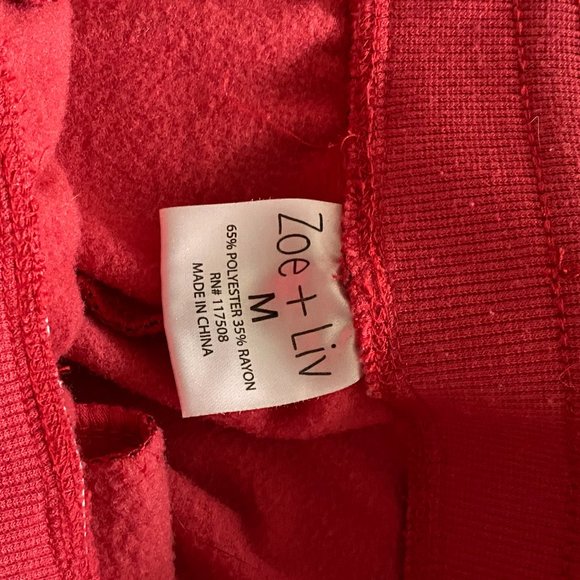 Zoe + Liv
M
65% POLYESTER 35% RAYON
RN# 117508
MADE IN CHINA